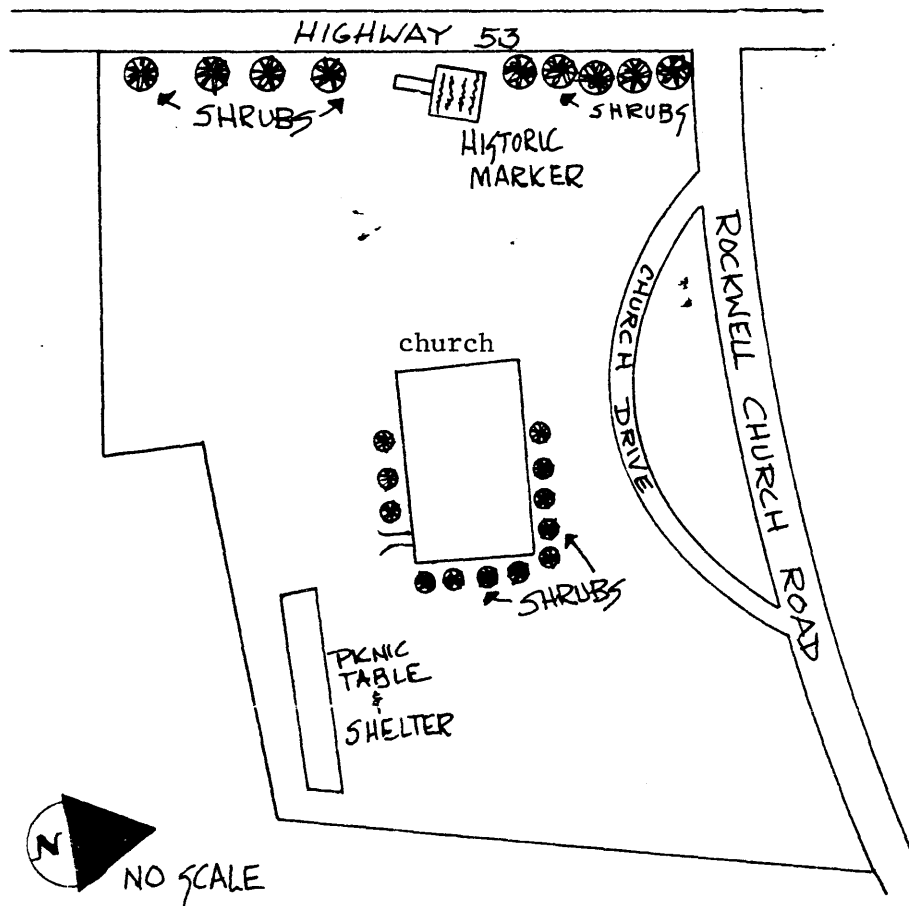 HIGHWAY 53
SHRUBS
SHRUBS
HISTORIC
MARKER
ROCKWELL CHURCH ROAD
CHURCH DRIVE
church
SHRUBS
PICNIC
TABLE
&
SHELTER
N
NO SCALE